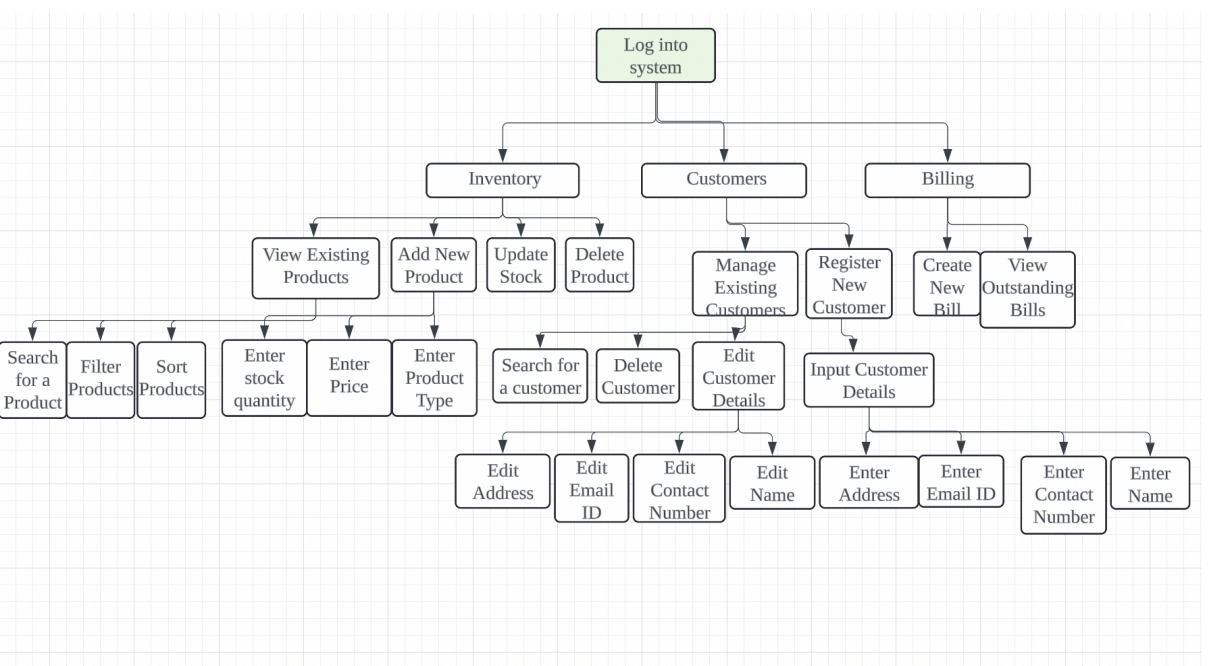 Log into
system
Inventory
Customers
Billing
View Existing
Products
Add New
Product
Update
Stock
Delete
Product
Manage
Existing
Customers
Register
New
Customer
Create
New
Bill
View
Outstanding
Bills
Search
for a
Product
Filter
Products
Sort
Products
Enter
stock
quantity
Enter
Price
Enter
Product
Type
Search for
a customer
Delete
Customer
Edit
Customer
Details
Input Customer
Details
Edit
Address
Edit
Email
ID
Edit
Contact
Number
Edit
Name
Enter
Address
Enter
Email ID
Enter
Contact
Number
Enter
Name